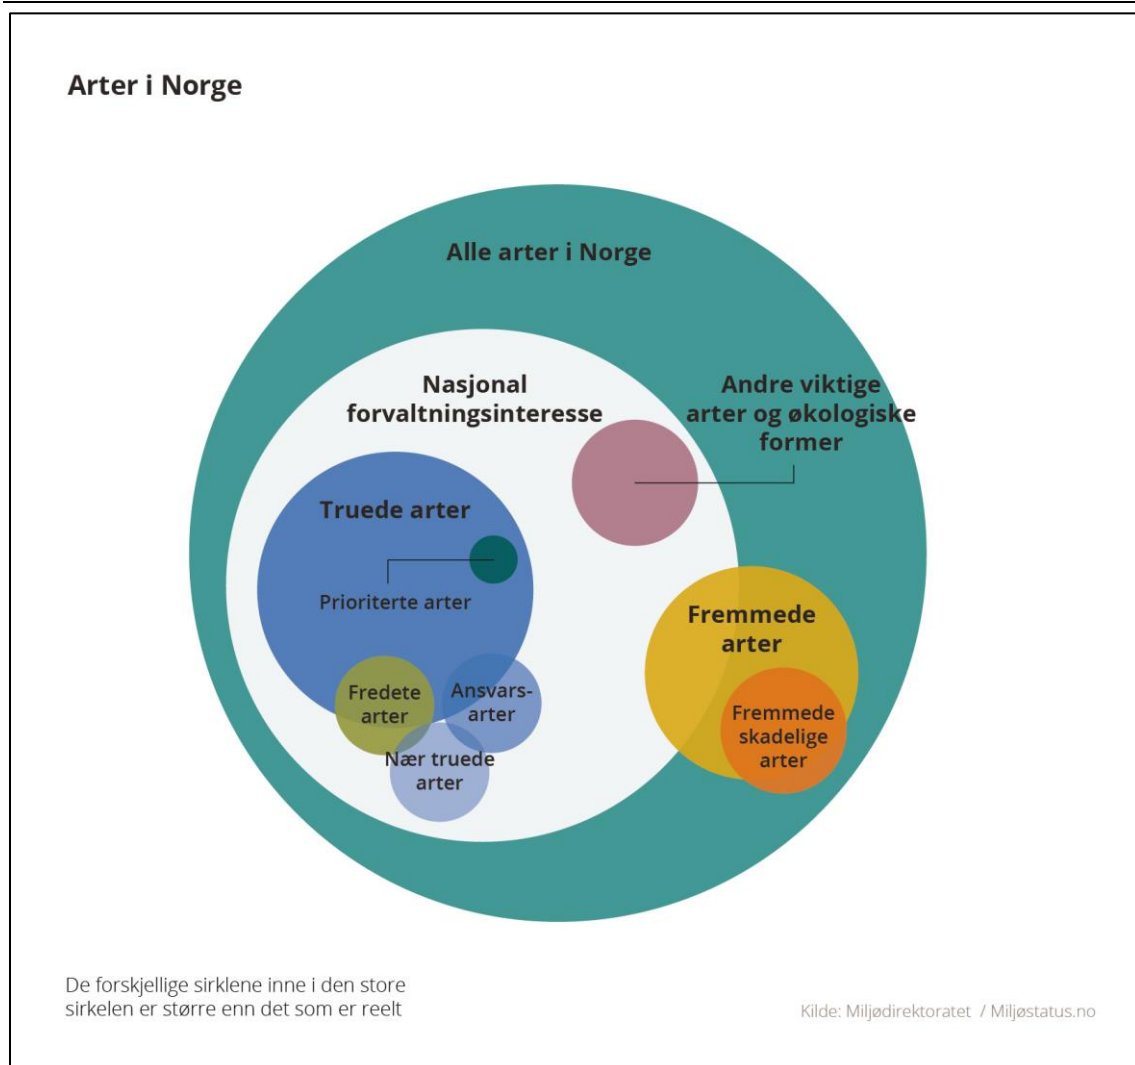 Arter i Norge
Alle arter i Norge
Nasjonal
forvaltningsinteresse
Andre viktige
arter og økologiske
former
Truede arter
Prioriterte arter
Fremmede
arter
Fredete
arter
Ansvars-
arter
Fremmede
skadelige
arter
Nær truede
arter
De forskjellige sirklene inne i den store
sirkelen er større enn det som er reelt
Kilde: Miljødirektoratet / Miljøstatus.no